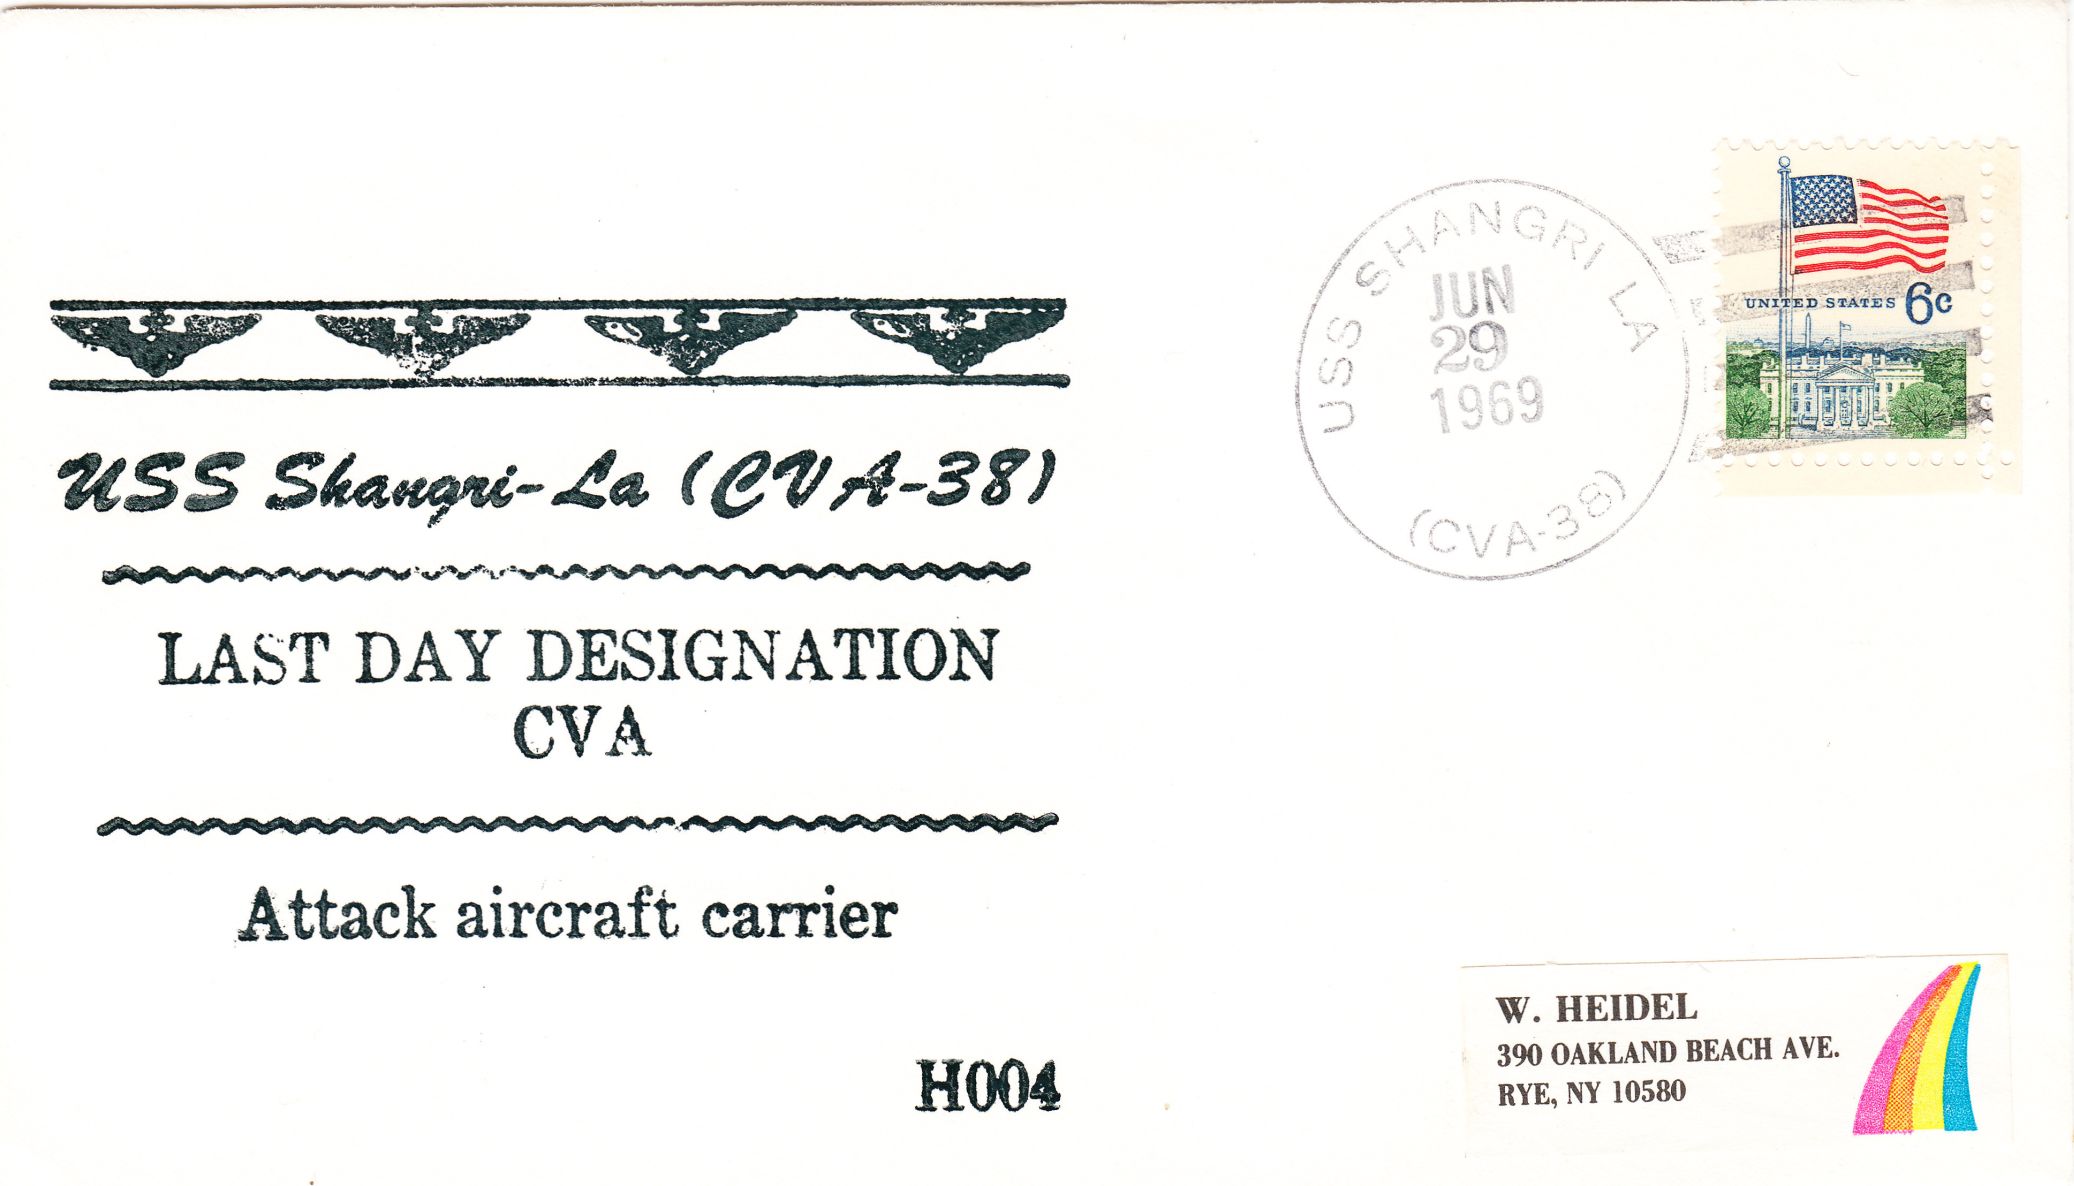 USS Shangri-La (CVA-38)
LAST DAY DESIGNATION
CVA
Attack aircraft carrier
H004
USS SHANGRI LA
JUN
29
1969
(CVA-38)
UNITED STATES 6c
W. HEIDEL
390 OAKLAND BEACH AVE.
RYE, NY 10580